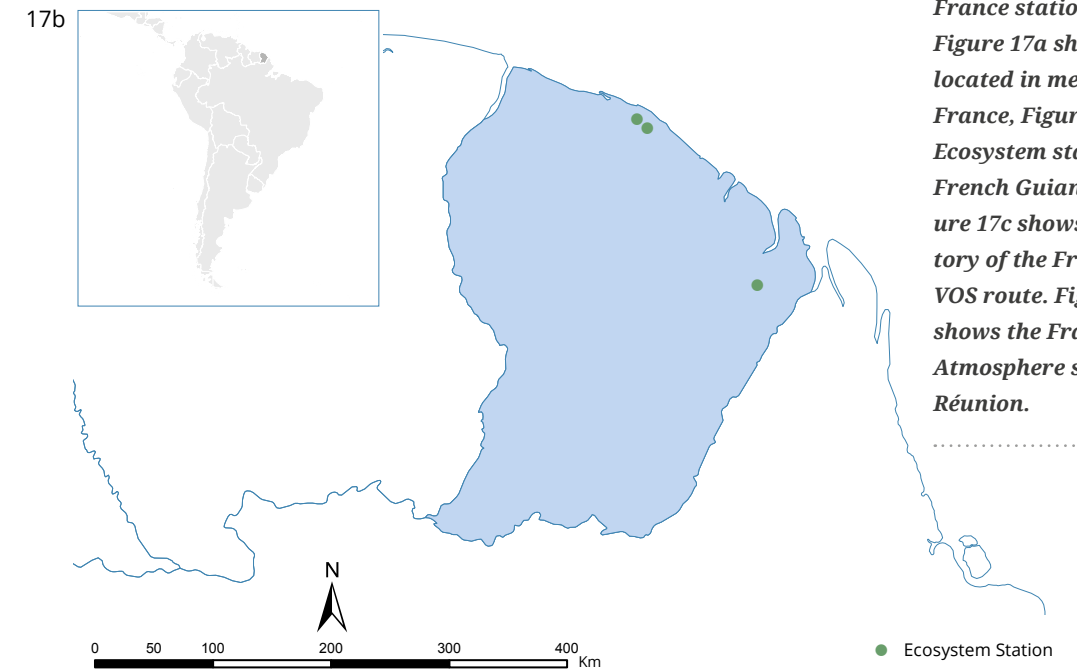 17b
France statio
Figure 17a sh
located in me
France, Figur
Ecosystem sta
French Guian
ure 17c shows
tory of the Fr
VOS route. Fig
shows the Fra
Atmosphere s
Réunion.
N
0 50 100 200 300 400
Km
Ecosystem Station